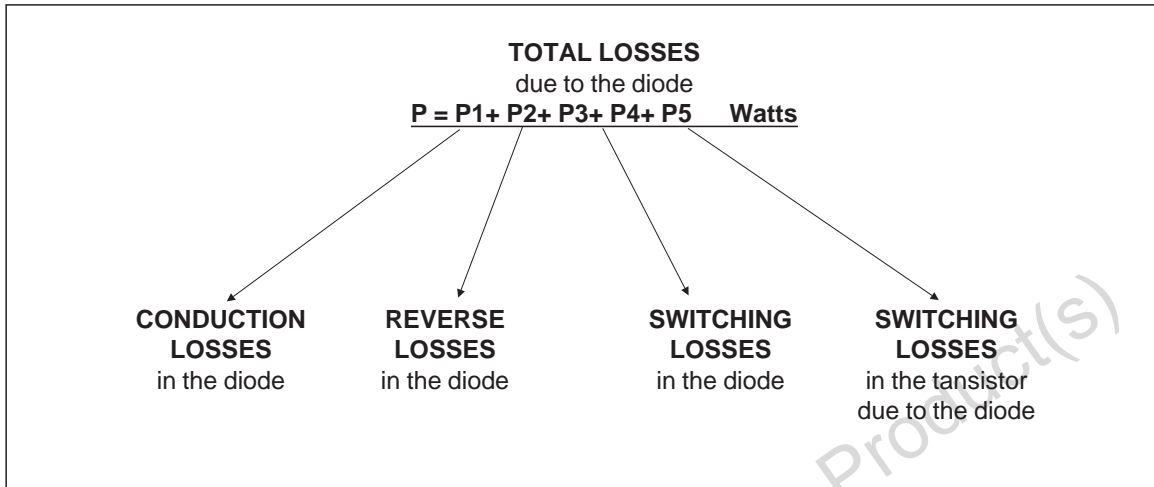 TOTAL LOSSES
due to the diode
P = P1+ P2+ P3+ P4+ P5 Watts
CONDUCTION
LOSSES
in the diode
REVERSE
LOSSES
in the diode
SWITCHING
LOSSES
in the diode
SWITCHING
LOSSES
in the tansistor
due to the diode
Product(s)